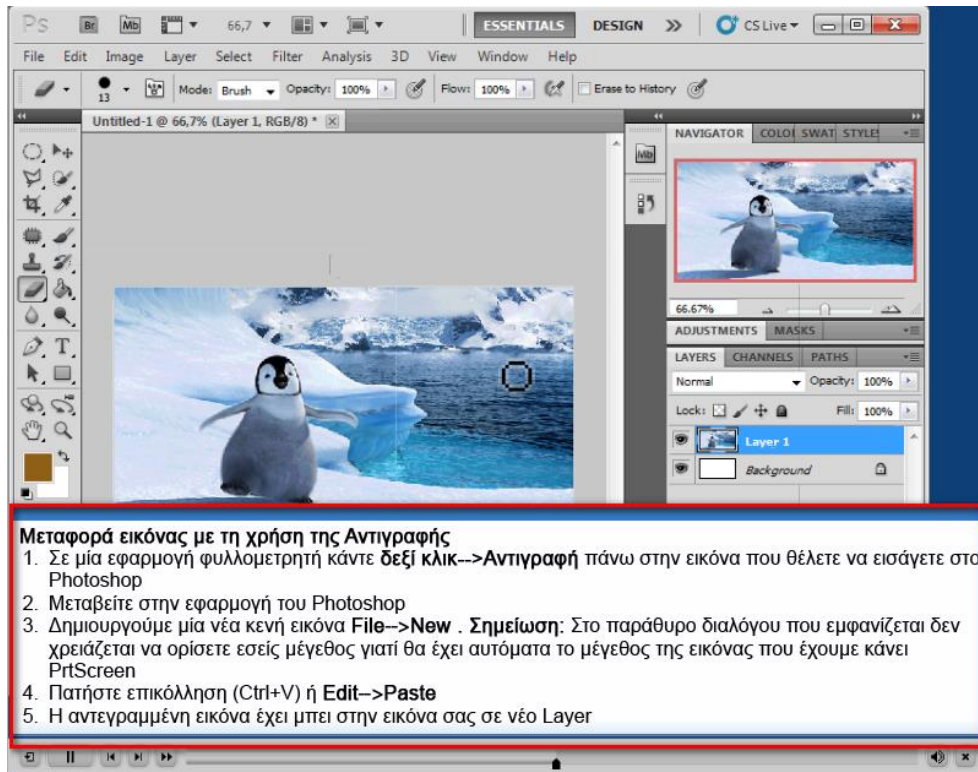 Ps Br Mb 66,7 ESSENTIALS DESIGN CS Live
File Edit Image Layer Select Filter Analysis 3D View Window Help
13 Mode: Brush Opacity: 100% Flow: 100% Erase to History
Untitled-1 @ 66,7% (Layer 1, RGB/8) *
Mb
NAVIGATOR COLOI SWAT STYLE
66.67%
ADJUSTMENTS MASKS
LAYERS CHANNELS PATHS
Normal Opacity: 100%
Lock: Fill: 100%
Layer 1
Background
Μεταφορά εικόνας με τη χρήση της Αντιγραφής
1. Σε μία εφαρμογή φυλλομετρητή κάντε δεξί κλικ-->Αντιγραφή πάνω στην εικόνα που θέλετε να εισάγετε στο
Photoshop
2. Μεταβείτε στην εφαρμογή του Photoshop
3. Δημιουργούμε μία νέα κενή εικόνα File-->New . Σημείωση: Στο παράθυρο διαλόγου που εμφανίζεται δεν
χρειάζεται να ορίσετε εσείς μέγεθος γιατί θα έχει αυτόματα το μέγεθος της εικόνας που έχουμε κάνει
PrtScreen
4. Πατήστε επικόλληση (Ctrl+V) ή Edit-->Paste
5. Η αντεγραμμένη εικόνα έχει μπει στην εικόνα σας σε νέο Layer